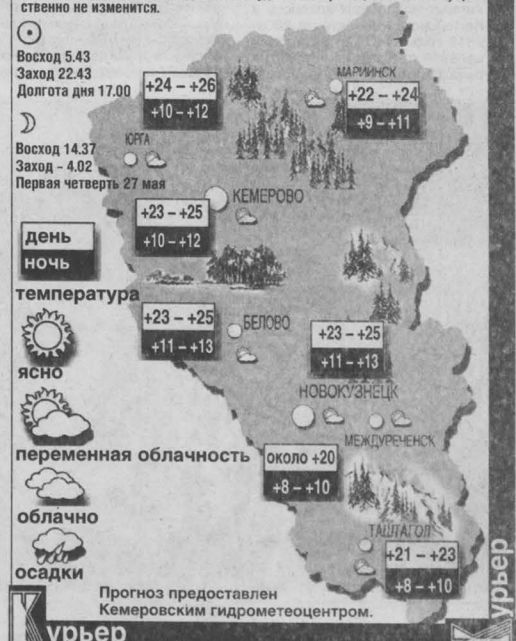 ственно не изменится.
Восход 5.43
Заход 22.43
Долгота дня 17.00
Восход 14.37
Заход – 4.02
Первая четверть 27 мая
день
ночь
температура
ясно
переменная облачность
облачно
осадки
+24 – +26
+10 – +12
МАРИИНСК
+22 – +24
+9 – +11
ЮРГА
КЕМЕРОВО
+23 – +25
+10 – +12
+23 – +25
+11 – +13
БЕЛОВО
+23 – +25
+11 – +13
НОВОКУЗНЕЦК
МЕЖДУРЕЧЕНСК
около +20
+8 – +10
ТАШТАГОЛ
+21 – +23
+8 – +10
Прогноз предоставлен
Кемеровским гидрометеоцентром.
Курьер
урьер